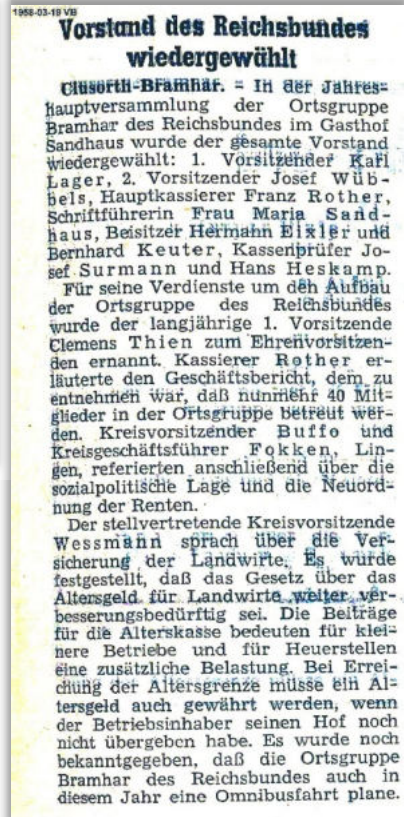 1958-03-19 VB
Vorstand des Reichsbundes
wiedergewählt
Clusorth-Bramhar. – In der Jahres-
hauptversammlung der Ortsgruppe
Bramhar des Reichsbundes im Gasthof
Sandhaus wurde der gesamte Vorstand
wiedergewählt: 1. Vorsitzender Karl
Lager, 2. Vorsitzender Josef Wüb-
bels, Hauptkassierer Franz Rother,
Schriftführerin Frau Maria Sand-
haus, Beisitzer Hermann Eixler und
Bernhard Keuter, Kassenprüfer Jo-
sef Surmann und Hans Heskamp.
Für seine Verdienste um den Aufbau
der Ortsgruppe des Reichsbundes
wurde der langjährige 1. Vorsitzende
Clemens Thien zum Ehrenvorsitzen-
den ernannt. Kassierer Rother er-
läuterte den Geschäftsbericht, dem zu
entnehmen war, daß nunmehr 40 Mit-
glieder in der Ortsgruppe betreut wer-
den. Kreisvorsitzender Buffo und
Kreisgeschäftsführer Fokken, Lin-
gen, referierten anschließend über die
sozialpolitische Lage und die Neuord-
nung der Renten.
Der stellvertretende Kreisvorsitzende
Wessmann sprach über die Ver-
sicherung der Landwirte. Es wurde
festgestellt, daß das Gesetz über das
Altersgeld für Landwirte weiter ver-
besserungsbedürftig sei. Die Beiträge
für die Alterskasse bedeuten für klei-
nere Betriebe und für Heuerstellen
eine zusätzliche Belastung. Bei Errei-
chung der Altersgrenze müsse ein Al-
tersgeld auch gewährt werden, wenn
der Betriebsinhaber seinen Hof noch
nicht übergeben habe. Es wurde noch
bekanntgegeben, daß die Ortsgruppe
Bramhar des Reichsbundes auch in
diesem Jahr eine Omnibusfahrt plane.